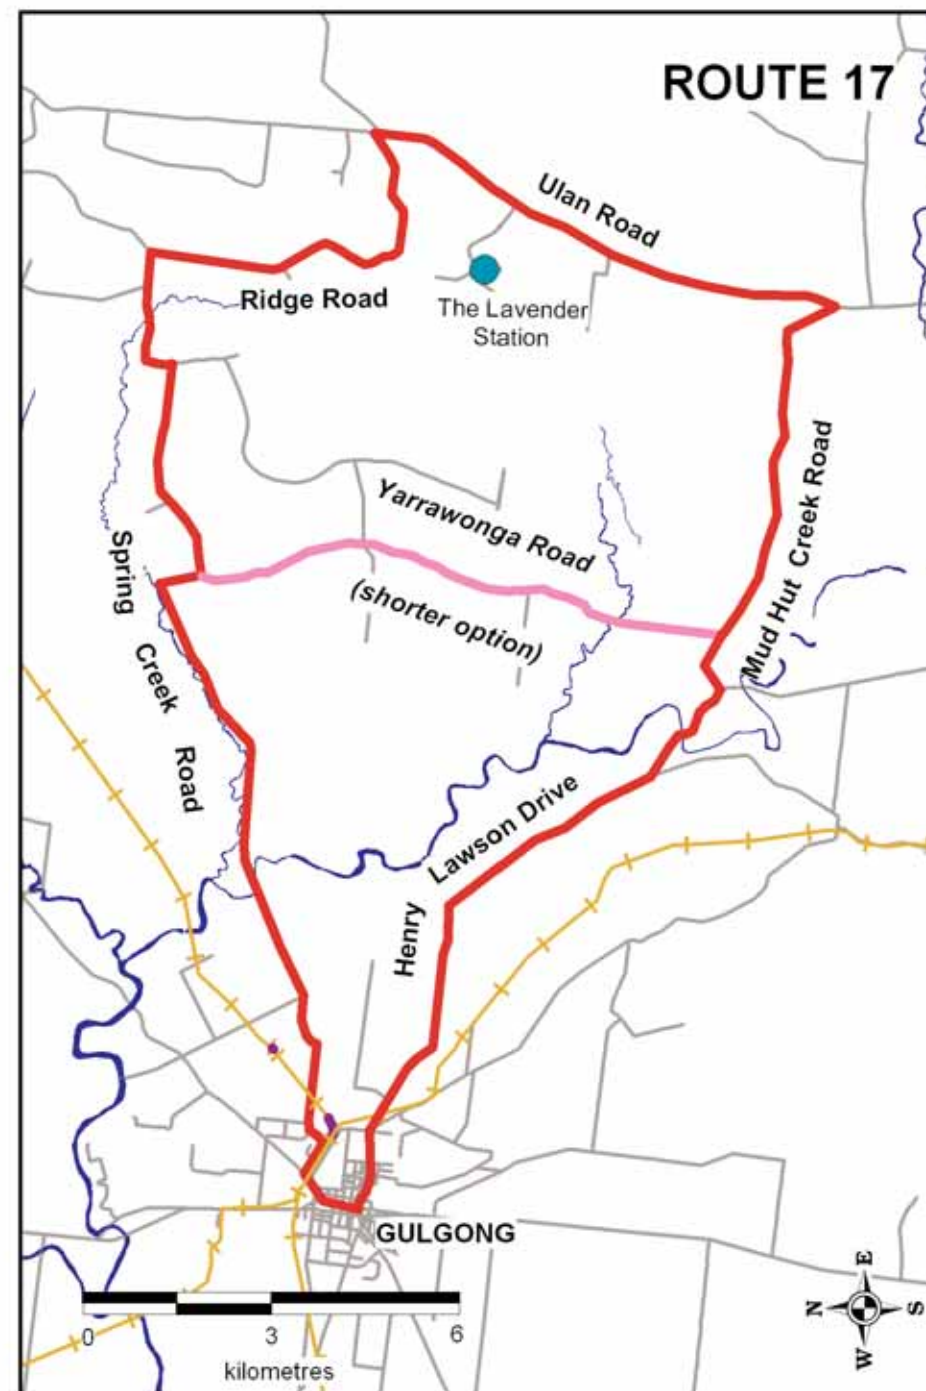 ROUTE 17
Ulan Road
Ridge Road
The Lavender
Station
Mud Hut Creek Road
Yarrawonga Road
(shorter option)
Spring
Creek
Road
Henry
Lawson Drive
GULGONG
0 3 6
kilometres
E
N S
W